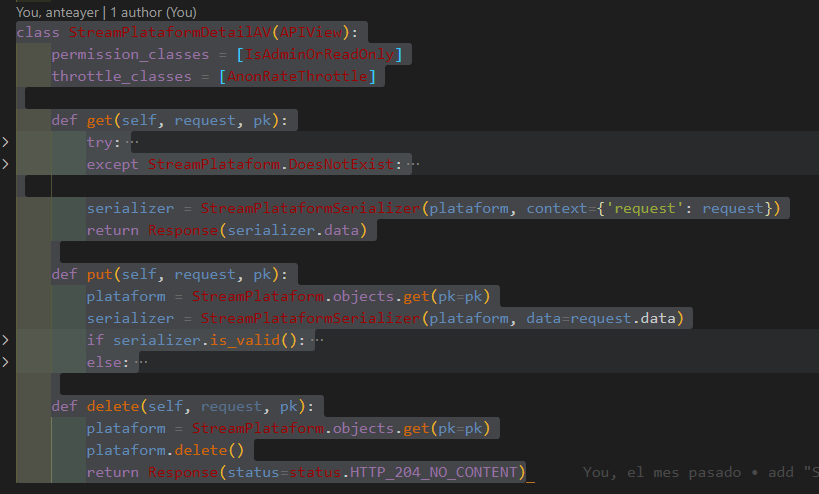 You, anteayer | 1 author (You)
class StreamPlataformDetailAV(APIView):
    permission_classes = [IsAdminOrReadOnly]
    throttle_classes = [AnonRateThrottle]

    def get(self, request, pk):
        try:…
        except StreamPlataform.DoesNotExist:…

        serializer = StreamPlataformSerializer(plataform, context={'request': request})
        return Response(serializer.data)

    def put(self, request, pk):
        plataform = StreamPlataform.objects.get(pk=pk)
        serializer = StreamPlataformSerializer(plataform, data=request.data)
        if serializer.is_valid():…
        else:…

    def delete(self, request, pk):
        plataform = StreamPlataform.objects.get(pk=pk)
        plataform.delete()
        return Response(status=status.HTTP_204_NO_CONTENT) You, el mes pasado • add "S